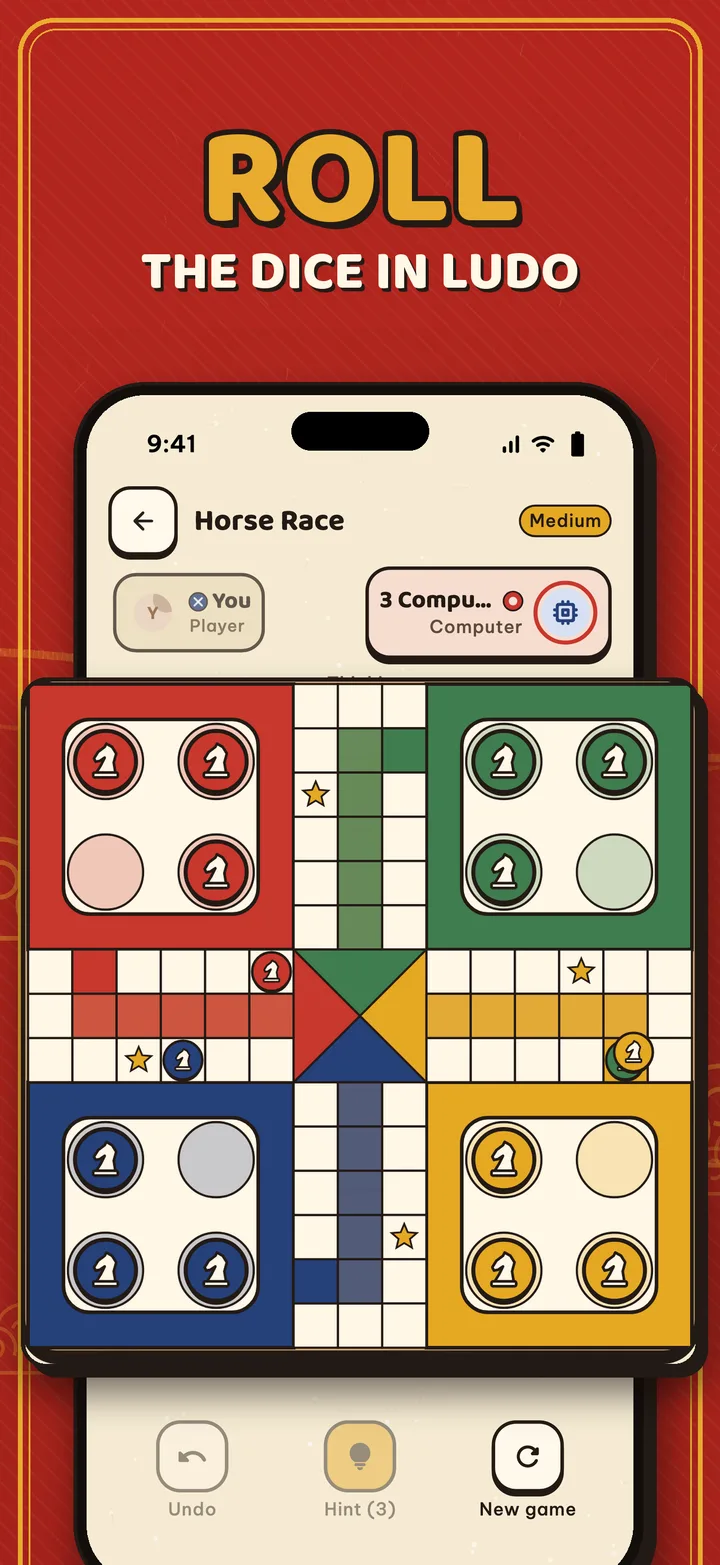 ROLL
THE DICE IN LUDO
9:41
Horse Race
Medium
Y
You
Player
3 Compu...
Computer
Undo
Hint (3)
New game